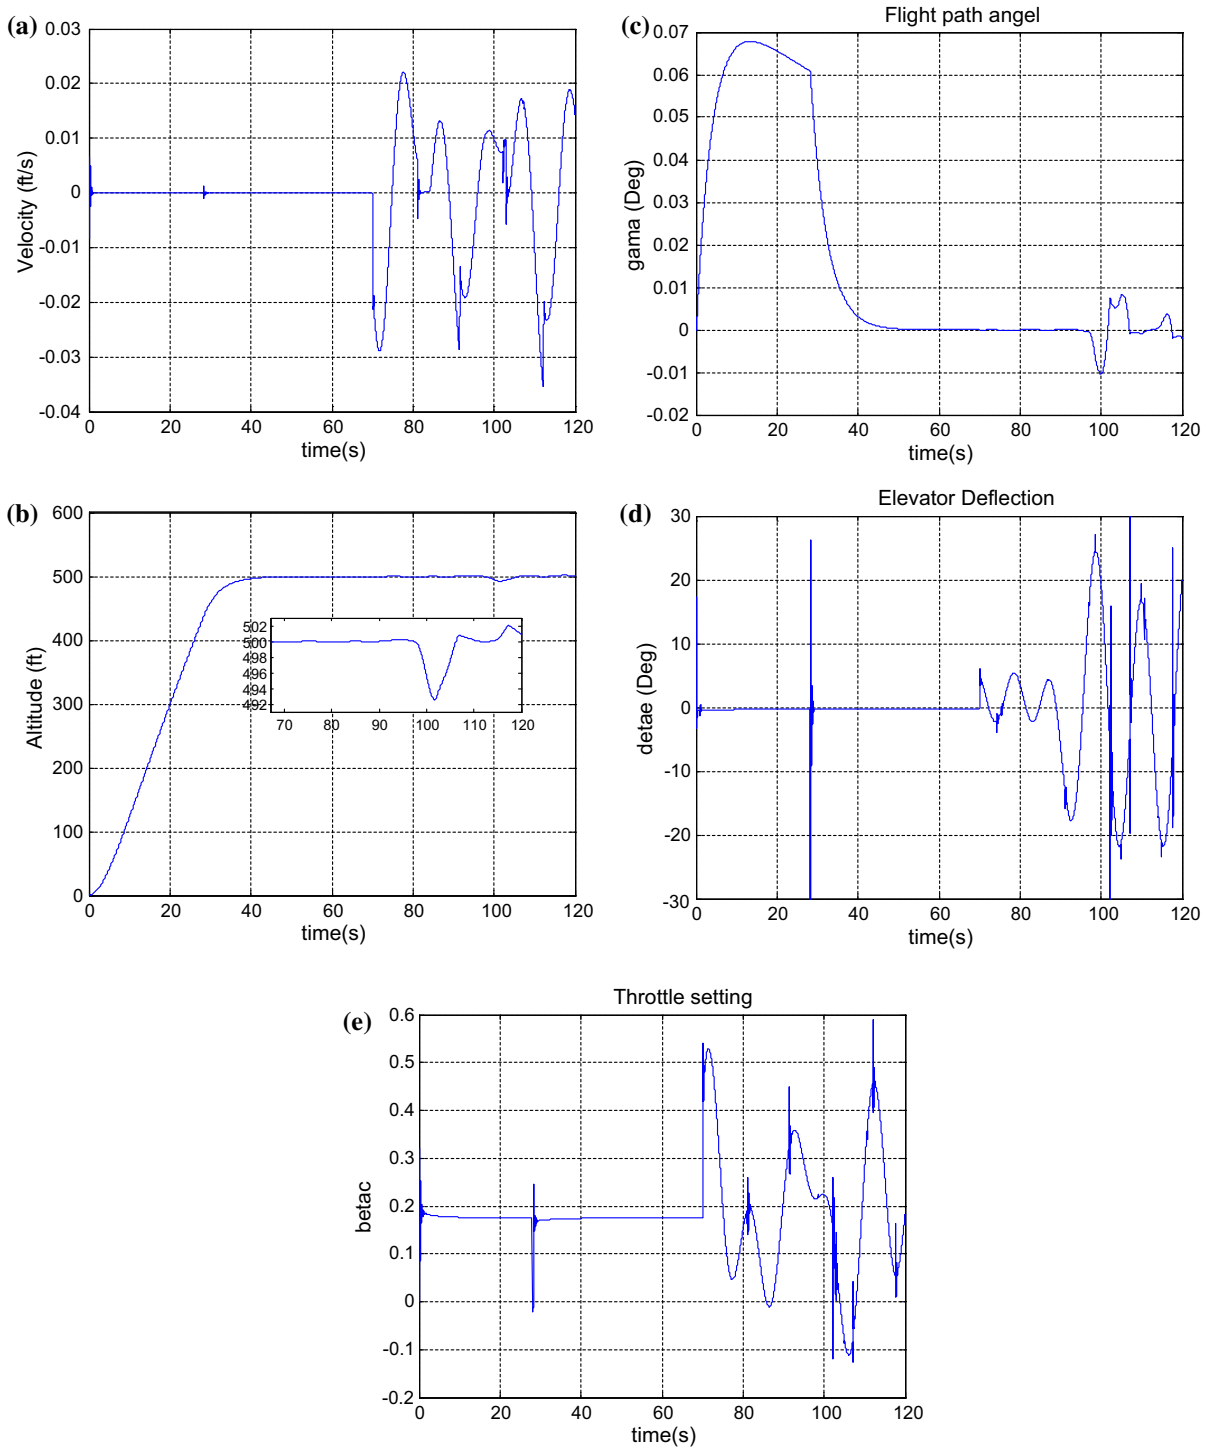 (a)
0.03
0.02
0.01
0
-0.01
-0.02
-0.03
-0.04
Velocity (ft/s)
0 20 40 60 80 100 120
time(s)
(c)
Flight path angel
0.07
0.06
0.05
0.04
0.03
0.02
0.01
0
-0.01
-0.02
gama (Deg)
0 20 40 60 80 100 120
time(s)
(b)
600
500
400
300
200
100
0
Altitude (ft)
502
500
498
496
494
492
70 80 90 100 110 120
0 20 40 60 80 100 120
time(s)
(d)
Elevator Deflection
30
20
10
0
-10
-20
-30
detae (Deg)
0 20 40 60 80 100 120
time(s)
(e)
Throttle setting
0.6
0.5
0.4
0.3
0.2
0.1
0
-0.1
-0.2
betac
0 20 40 60 80 100 120
time(s)